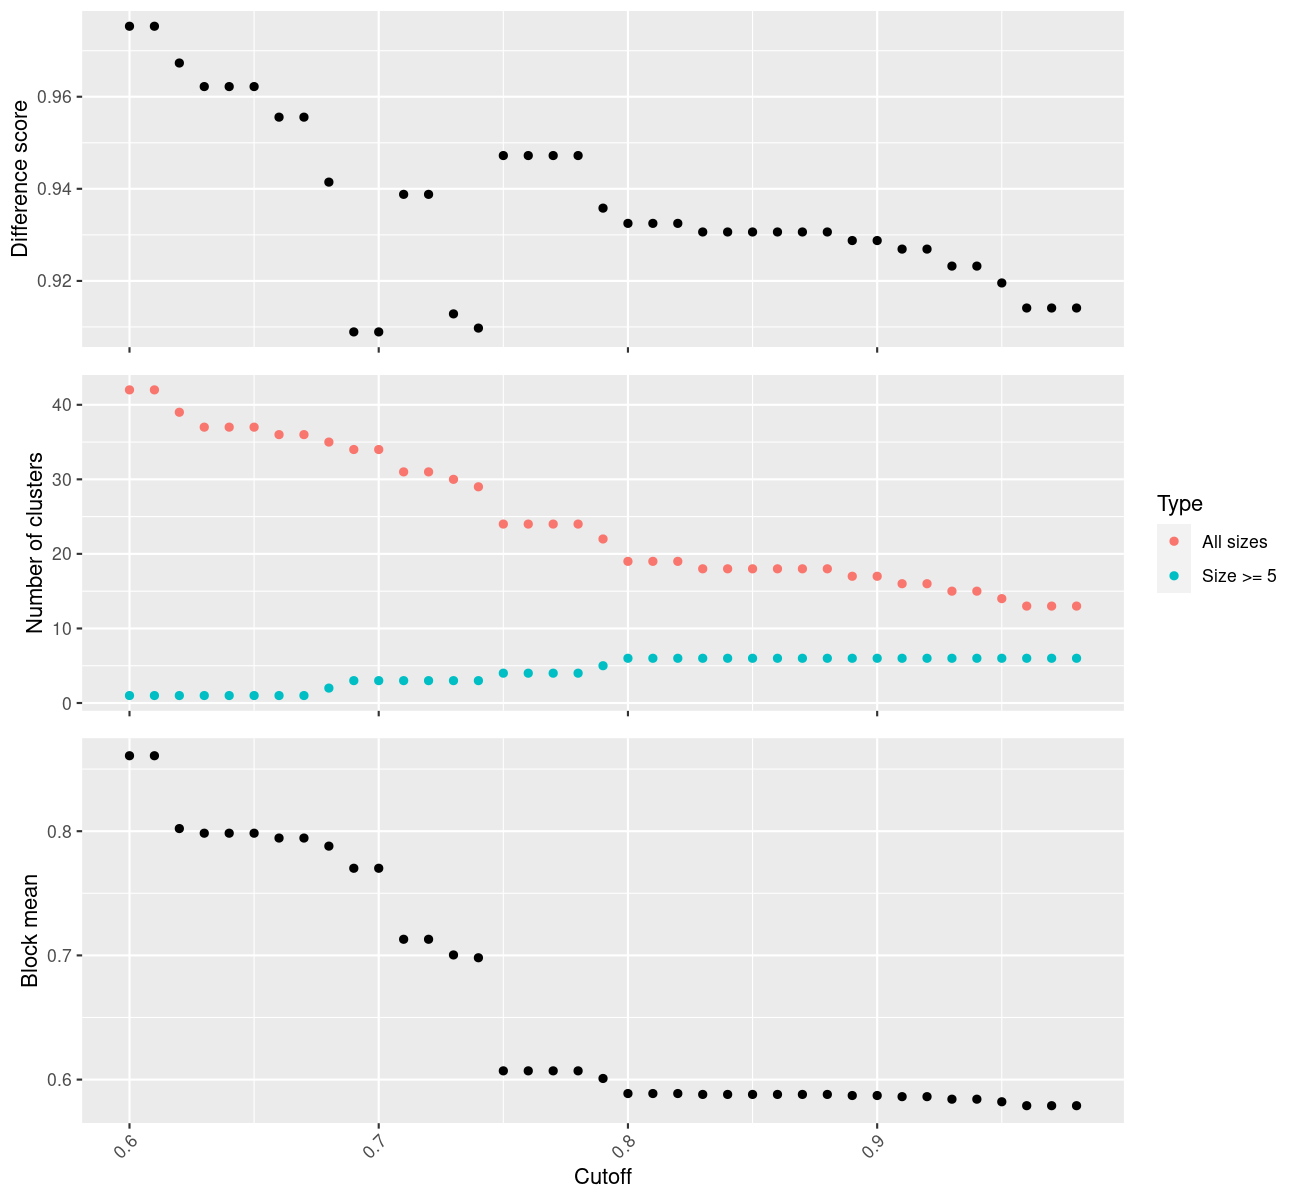 Difference score
0.96
0.94
0.92
Number of clusters
40
30
20
10
0
Type
All sizes
Size >= 5
Block mean
0.8
0.7
0.6
0.6
0.7
0.8
0.9
Cutoff